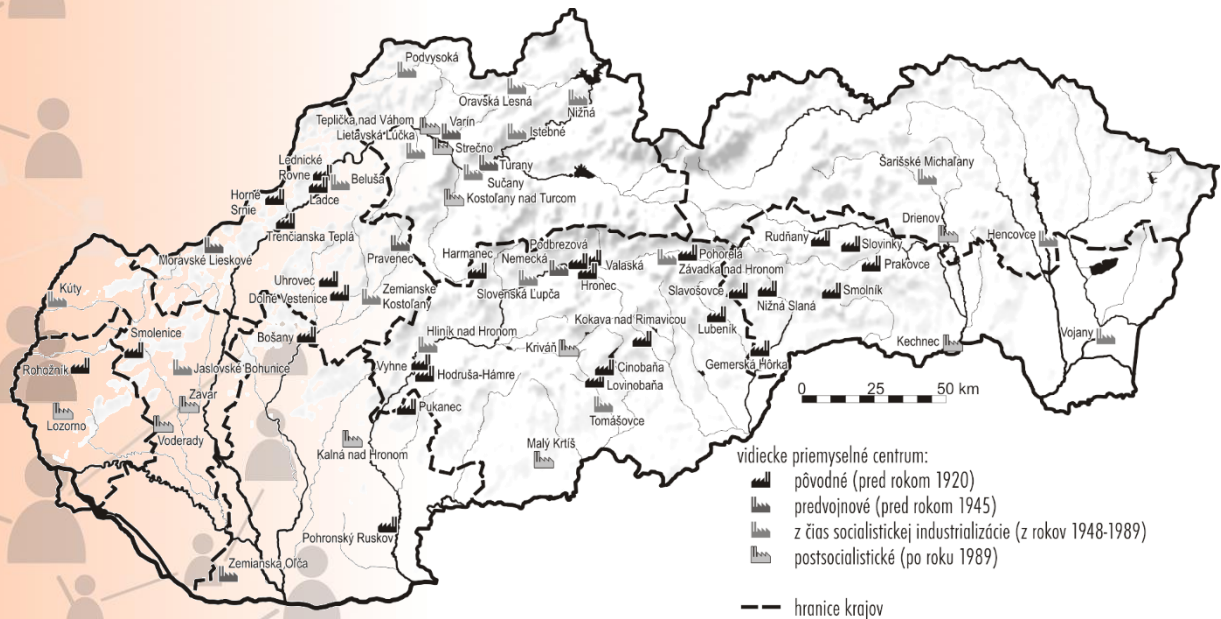 Podvysoká
Oravská Lesná
Nižná
Teplička nad Váhom
Varín
Lietavská Lúčka
Istebné
Strečno
Turany
Sučany
Lednické
Rovne
Beluša
Ladce
Kostoľany nad Turcom
Horné
Srnie
Trenčianska Teplá
Šarišské Michaľany
Drienov
Hencovce
Moravské Lieskové
Pravenec
Harmanec
Podbrezová
Nemecká
Valaská
Pohorelá
Rudňany
Slovinky
Závadka nad Hronom
Prakovce
Uhrovec
Dolné Vestenice
Zemianske
Kostoľany
Slovenská Ľupča
Hronec
Slavošovce
Nižná Slaná
Smolník
Kúty
Smolenice
Bošany
Hliník nad Hronom
Kokava nad Rimavicou
Lubeník
Kriváň
Kechnec
Vojany
Rohožník
Jaslovské Bohunice
Vyhne
Hodruša-Hámre
Cinobaňa
Lovinobaňa
Gemerská Hôrka
Zavar
Pukanec
Tomášovce
Lozorno
Voderady
Kalná nad Hronom
Malý Krtíš
Pohronský Ruskov
Zemianska Oľča
0 25 50 km
vidiecke priemyselné centrum:
pôvodné (pred rokom 1920)
predvojnové (pred rokom 1945)
z čias socialistickej industrializácie (z rokov 1948-1989)
postsocialistické (po roku 1989)
hranice krajov